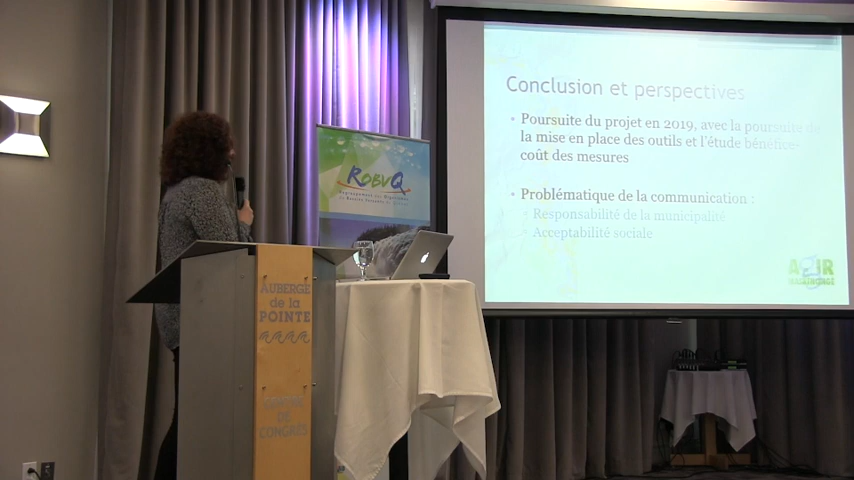 Conclusion et perspectives
• Poursuite du projet en 2019, avec la poursuite de
la mise en place des outils et l'étude bénéfice-
coût des mesures
• Problématique de la communication :
Responsabilité de la municipalité
Acceptabilité sociale
AGIR
ROBVQ
AUBERGE
de la
POINTE
CENTRE
DE
CONGRÈS